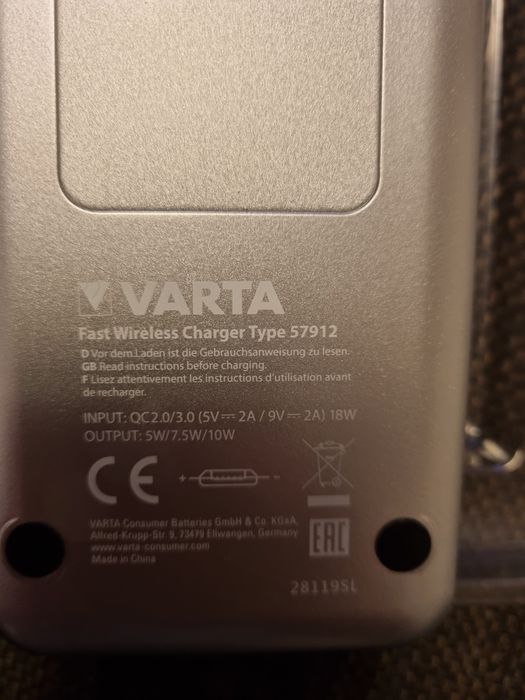 VARTA
Fast Wireless Charger Type 57912
D Vor dem Laden ist die Gebrauchsanweisung zu lesen.
GB Read instructions before charging.
F Lisez attentivement les instructions d'utilisation avant
de recharger.
INPUT: QC2.0/3.0 (5V⎓2A / 9V⎓2A) 18W
OUTPUT: 5W/7.5W/10W
CE
+ -
VARTA Consumer Batteries GmbH & Co. KGaA,
Alfred-Krupp-Str. 9, 73479 Ellwangen, Germany
www.varta-consumer.com
Made in China
EAC
28119SL